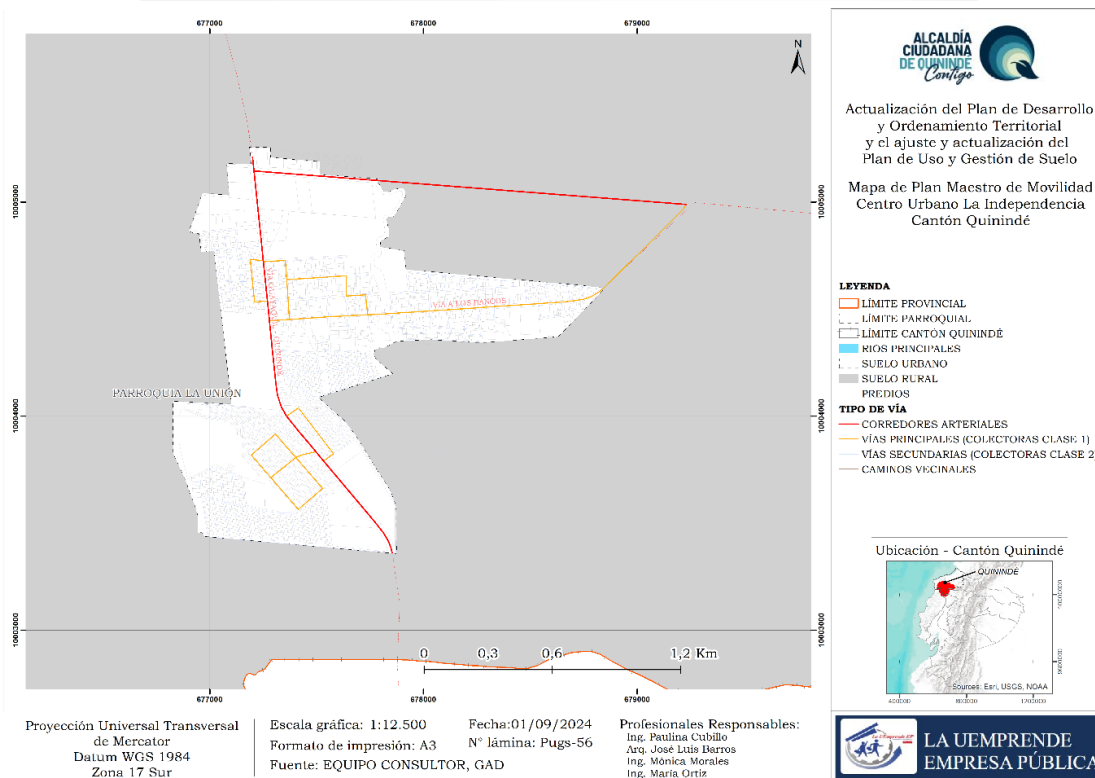 677000
678000
679000
10005000
10004000
10003000
10005000
10004000
10003000
N
VÍA A LOS BANCOS
PARROQUIA LA UNIÓN
0 0,3 0,6 1,2 Km
677000
678000
679000
ALCALDÍA
CIUDADANA
DE QUININDÉ
Contigo
Actualización del Plan de Desarrollo
y Ordenamiento Territorial
y el ajuste y actualización del
Plan de Uso y Gestión de Suelo
Mapa de Plan Maestro de Movilidad
Centro Urbano La Independencia
Cantón Quinindé
LEYENDA
LÍMITE PROVINCIAL
LÍMITE PARROQUIAL
LÍMITE CANTÓN QUININDÉ
RIOS PRINCIPALES
SUELO URBANO
SUELO RURAL
PREDIOS
TIPO DE VÍA
CORREDORES ARTERIALES
VÍAS PRINCIPALES (COLECTORAS CLASE 1)
VÍAS SECUNDARIAS (COLECTORAS CLASE 2)
CAMINOS VECINALES
Ubicación - Cantón Quinindé
QUININDÉ
Sources: Esri, USGS, NOAA
400000 800000 1200000
Proyección Universal Transversal
de Mercator
Datum WGS 1984
Zona 17 Sur
Escala gráfica: 1:12.500
Formato de impresión: A3
Fuente: EQUIPO CONSULTOR, GAD
Fecha:01/09/2024
N° lámina: Pugs-56
Profesionales Responsables:
Ing. Paulina Cubillo
Arq. José Luis Barros
Ing. Mónica Morales
Ing. María Ortiz
LA UEMPRENDE
EMPRESA PÚBLICA